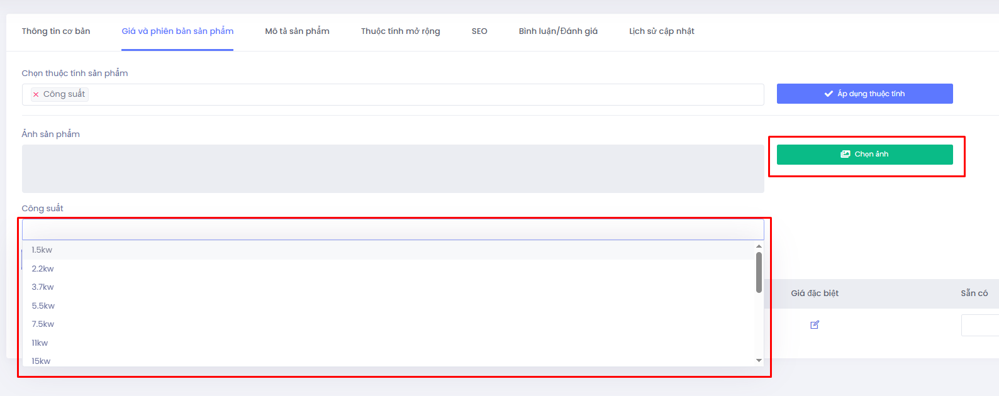 Thông tin cơ bản
Giá và phiên bản sản phẩm
Mô tả sản phẩm
Thuộc tính mở rộng
SEO
Bình luận/Đánh giá
Lịch sử cập nhật
Chọn thuộc tính sản phẩm
× Công suất
Áp dụng thuộc tính
Ảnh sản phẩm
Chọn ảnh
Công suất
1.5kw
2.2kw
3.7kw
5.5kw
7.5kw
11kw
15kw
Giá đặc biệt
Sẵn có